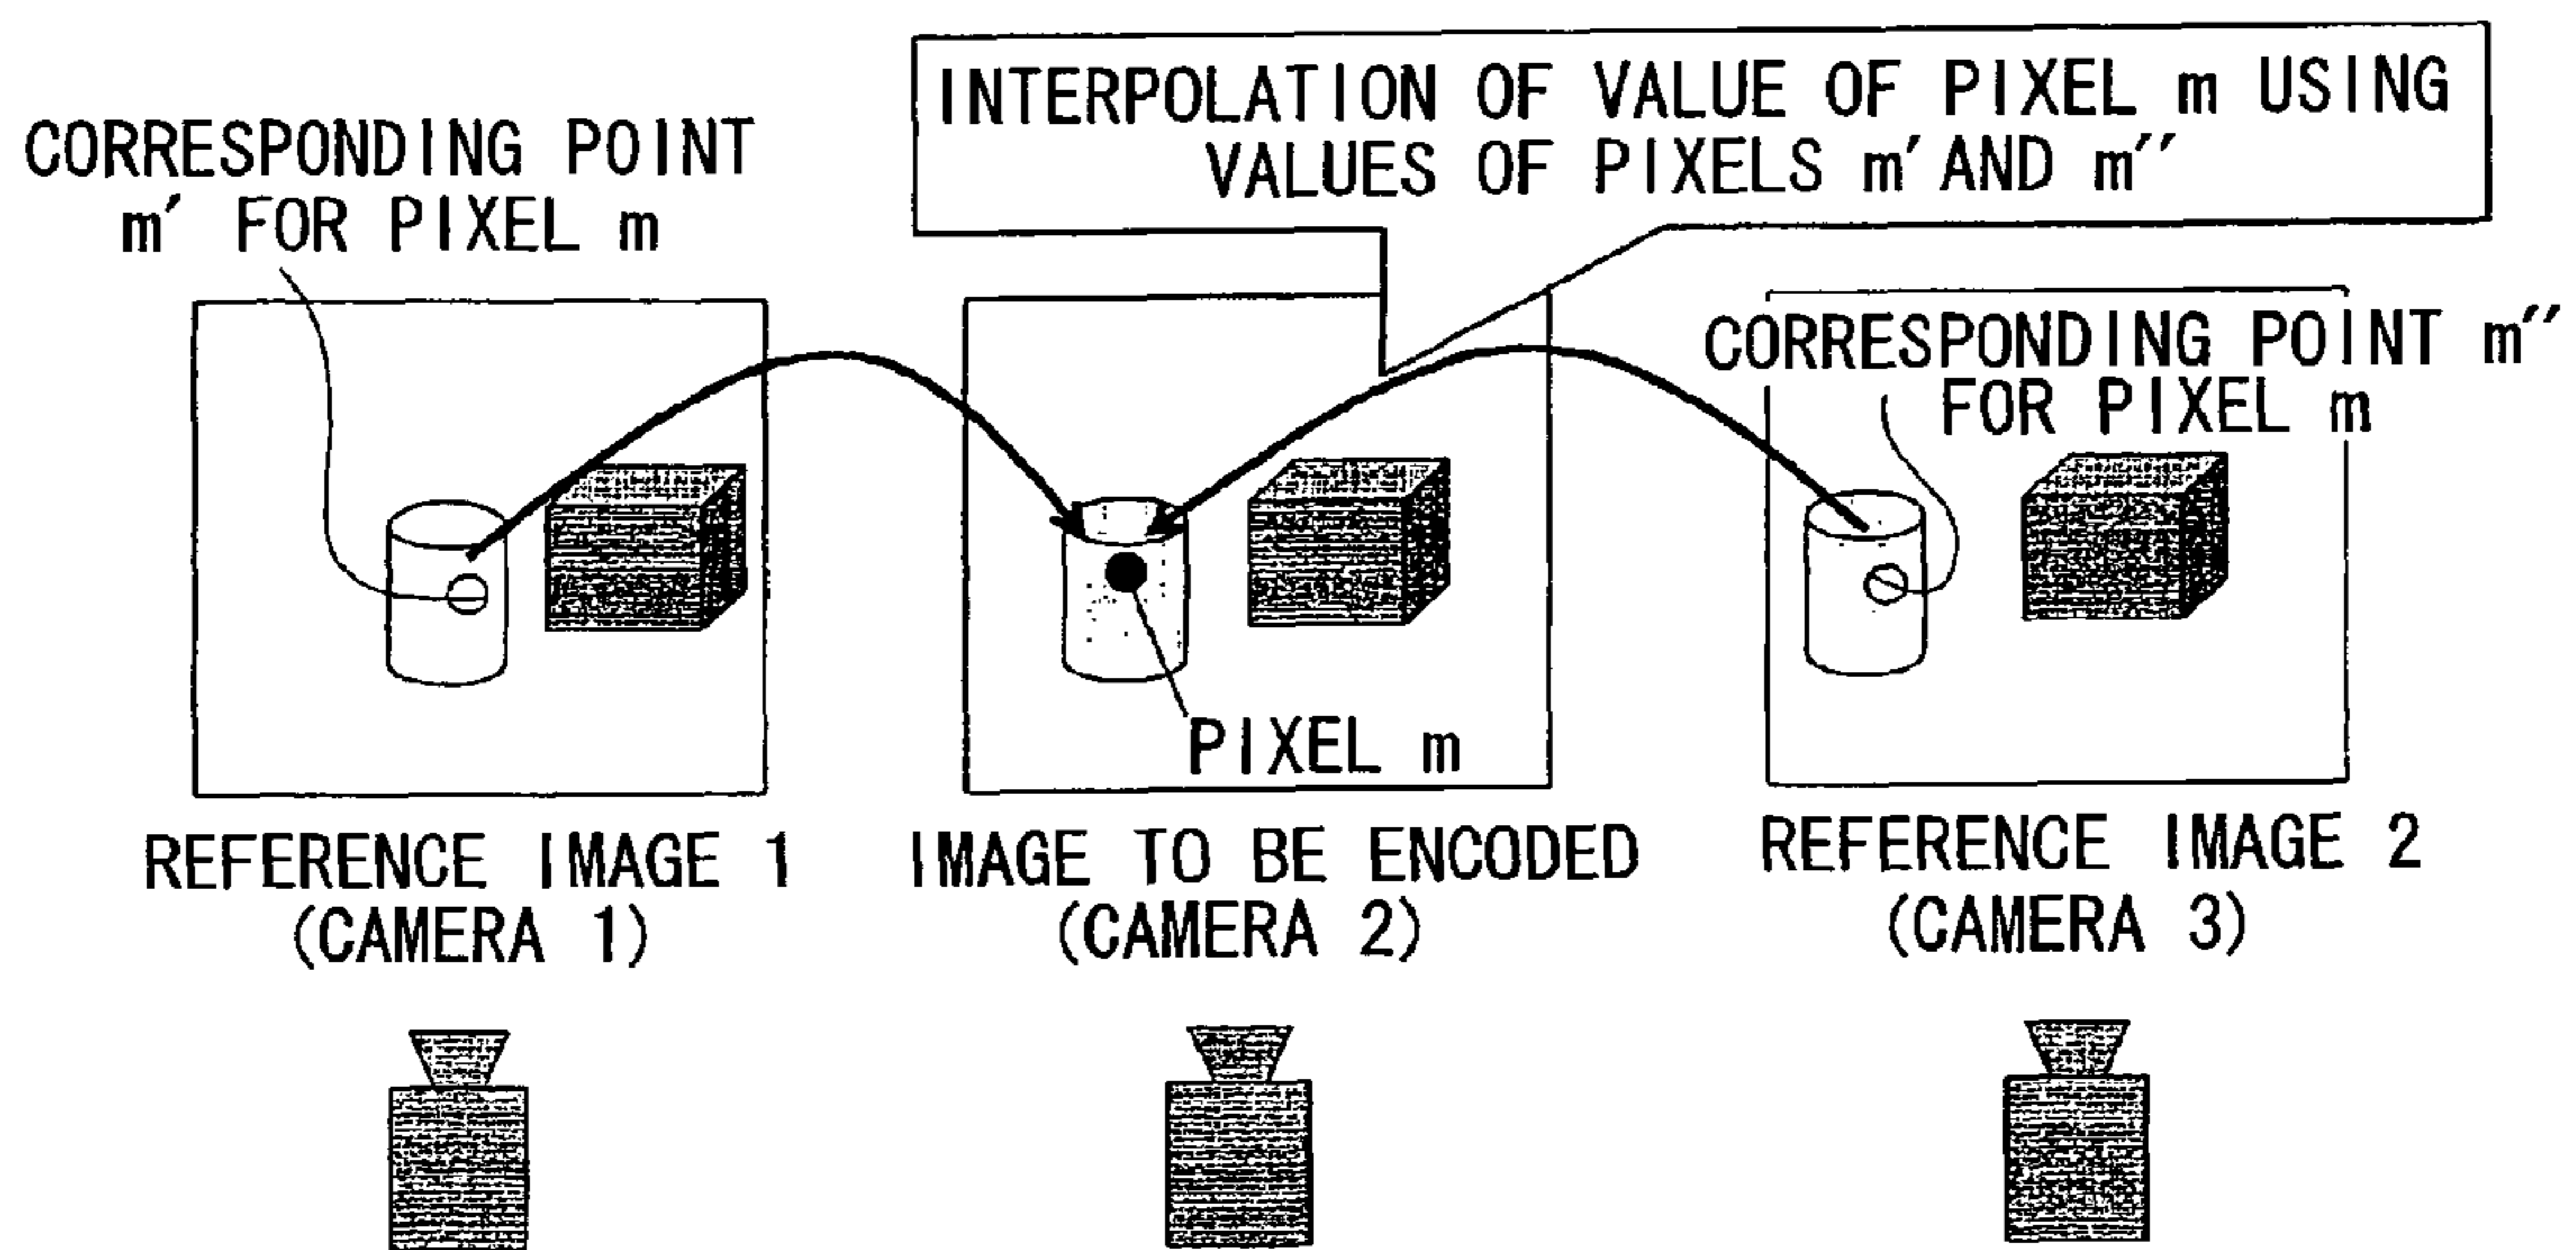 INTERPOLATION OF VALUE OF PIXEL m USING
VALUES OF PIXELS m′ AND m″
CORRESPONDING POINT
m′ FOR PIXEL m
CORRESPONDING POINT m″
FOR PIXEL m
PIXEL m
REFERENCE IMAGE 1
(CAMERA 1)
IMAGE TO BE ENCODED
(CAMERA 2)
REFERENCE IMAGE 2
(CAMERA 3)